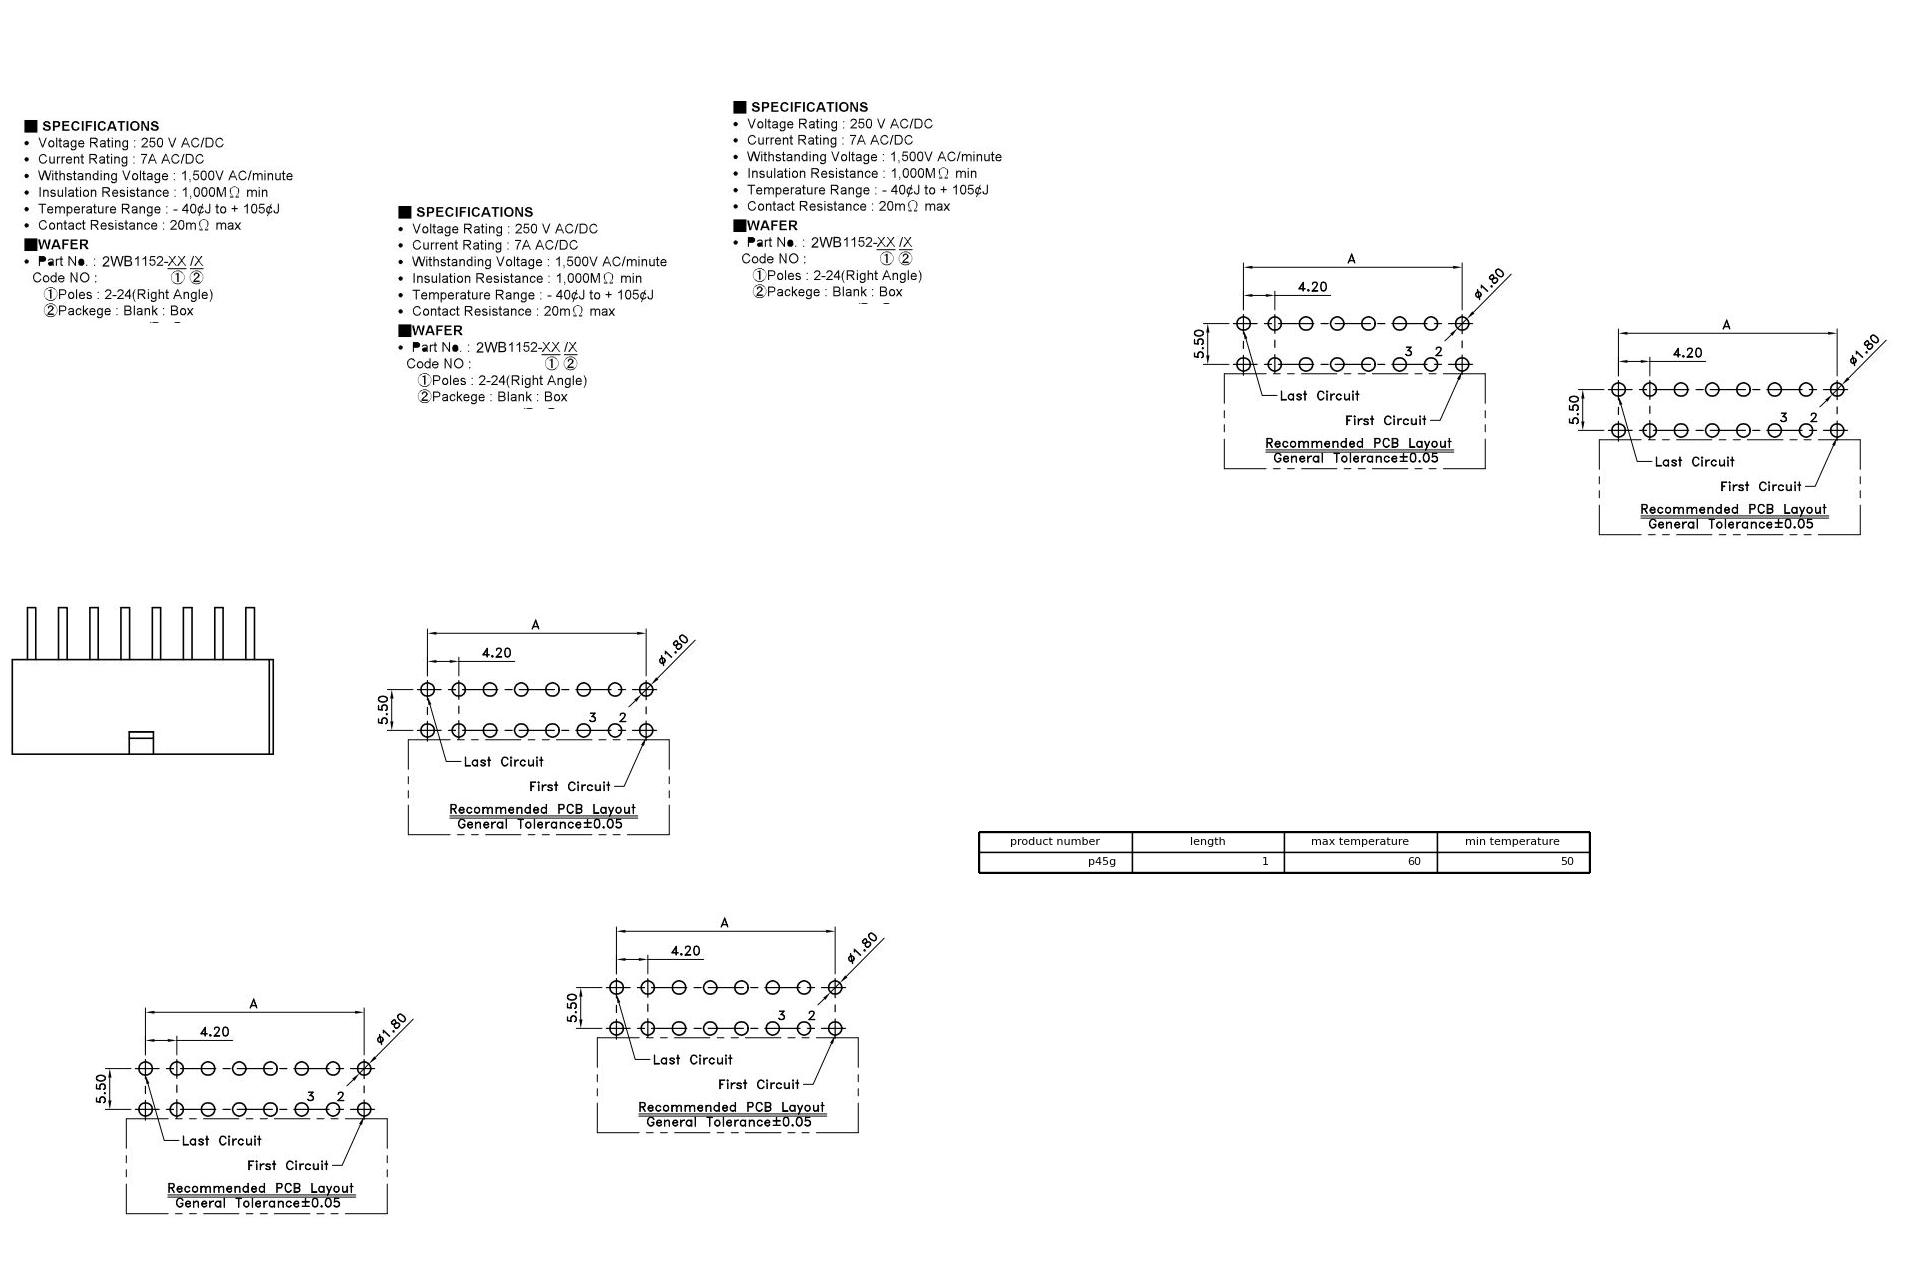 ■ SPECIFICATIONS
• Voltage Rating : 250 V AC/DC
• Current Rating : 7A AC/DC
• Withstanding Voltage : 1,500V AC/minute
• Insulation Resistance : 1,000MΩ min
• Temperature Range : - 40¢J to + 105¢J
• Contact Resistance : 20mΩ max
■WAFER
• Part No. : 2WB1152-XX /X
Code NO : ① ②
①Poles : 2-24(Right Angle)
②Packege : Blank : Box
■ SPECIFICATIONS
• Voltage Rating : 250 V AC/DC
• Current Rating : 7A AC/DC
• Withstanding Voltage : 1,500V AC/minute
• Insulation Resistance : 1,000MΩ min
• Temperature Range : - 40¢J to + 105¢J
• Contact Resistance : 20mΩ max
■WAFER
• Part No. : 2WB1152-XX /X
Code NO : ① ②
①Poles : 2-24(Right Angle)
②Packege : Blank : Box
■ SPECIFICATIONS
• Voltage Rating : 250 V AC/DC
• Current Rating : 7A AC/DC
• Withstanding Voltage : 1,500V AC/minute
• Insulation Resistance : 1,000MΩ min
• Temperature Range : - 40¢J to + 105¢J
• Contact Resistance : 20mΩ max
■WAFER
• Part No. : 2WB1152-XX /X
Code NO : ① ②
①Poles : 2-24(Right Angle)
②Packege : Blank : Box
A
4.20
ø1.80
5.50
3 2
Last Circuit
First Circuit
Recommended PCB Layout
General Tolerance±0.05
A
4.20
ø1.80
5.50
3 2
Last Circuit
First Circuit
Recommended PCB Layout
General Tolerance±0.05
A
4.20
ø1.80
5.50
3 2
Last Circuit
First Circuit
Recommended PCB Layout
General Tolerance±0.05
product number length max temperature min temperature
p45g 1 60 50
A
4.20
ø1.80
5.50
3 2
Last Circuit
First Circuit
Recommended PCB Layout
General Tolerance±0.05
A
4.20
ø1.80
5.50
3 2
Last Circuit
First Circuit
Recommended PCB Layout
General Tolerance±0.05